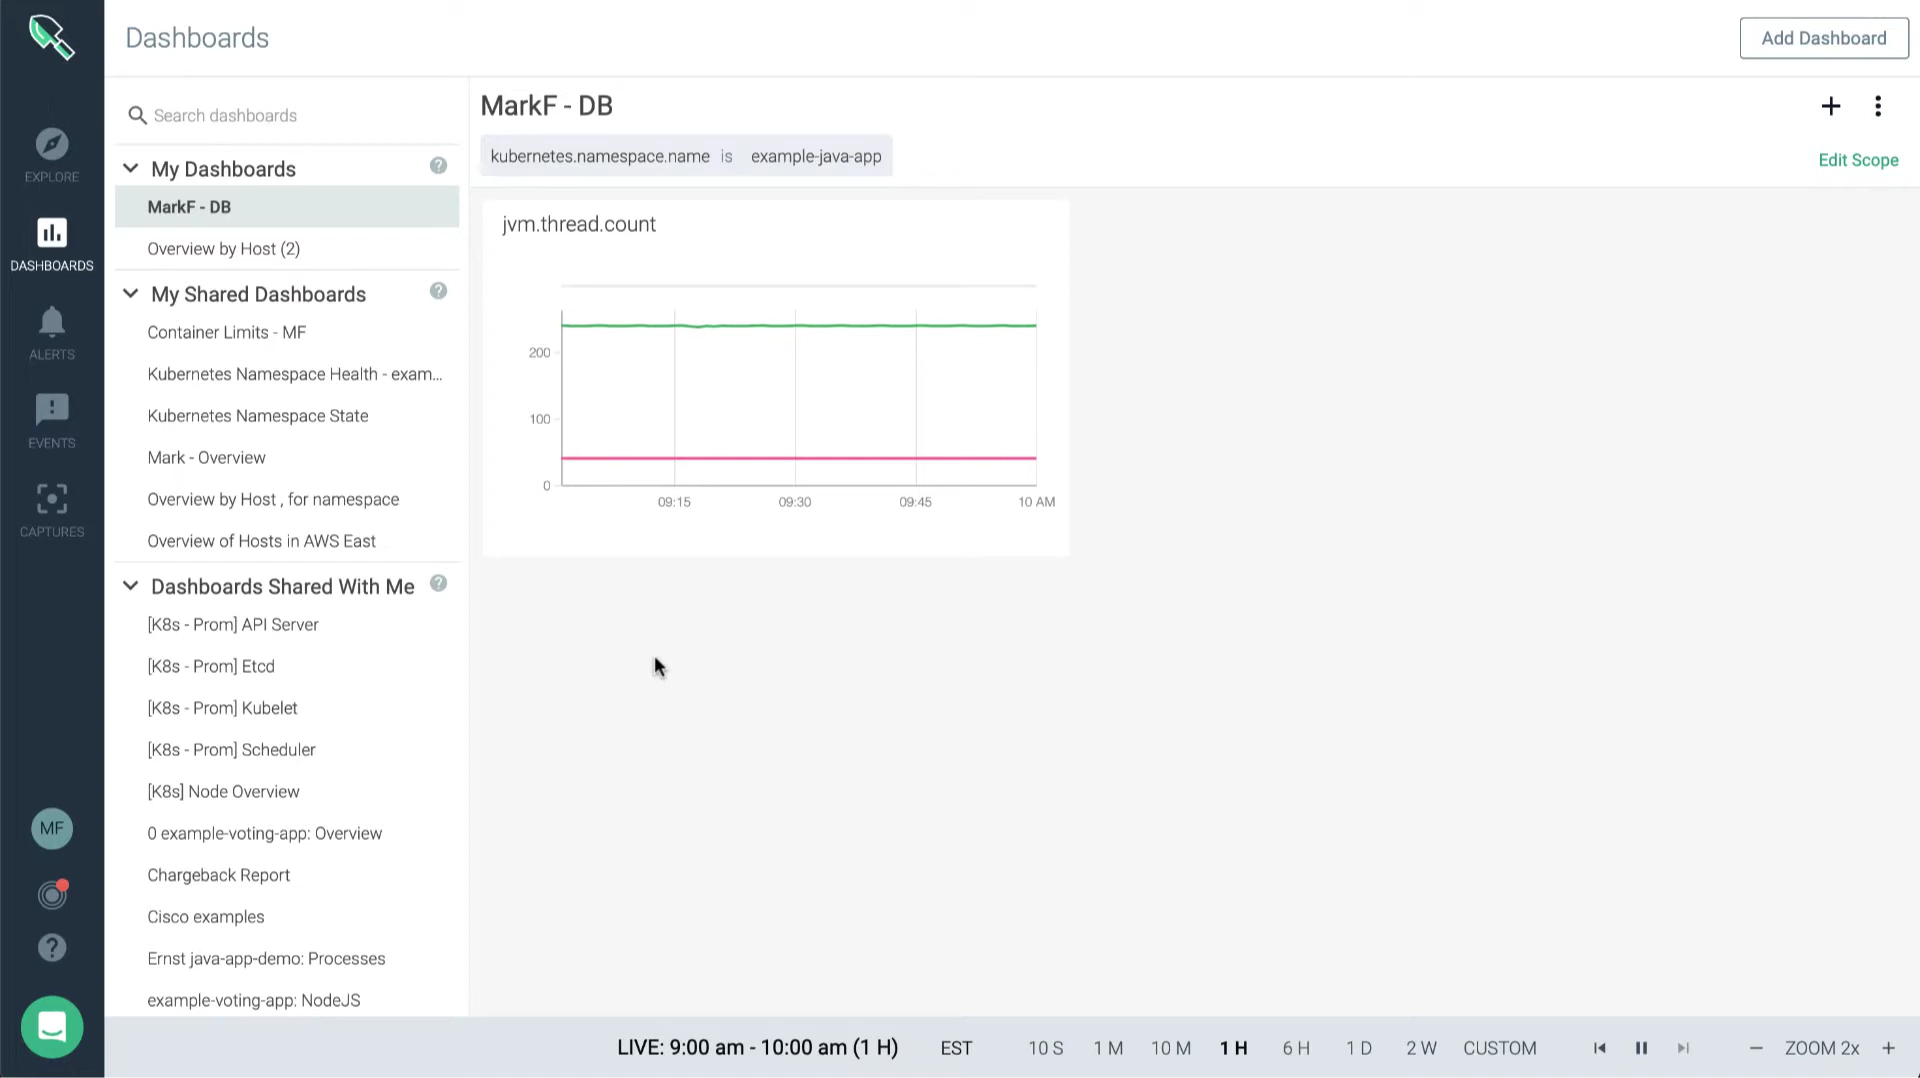 Dashboards
Add Dashboard
EXPLORE
DASHBOARDS
ALERTS
EVENTS
CAPTURES
MF
?
Search dashboards
My Dashboards ?
MarkF - DB
Overview by Host (2)
My Shared Dashboards ?
Container Limits - MF
Kubernetes Namespace Health - exam...
Kubernetes Namespace State
Mark - Overview
Overview by Host , for namespace
Overview of Hosts in AWS East
Dashboards Shared With Me ?
[K8s - Prom] API Server
[K8s - Prom] Etcd
[K8s - Prom] Kubelet
[K8s - Prom] Scheduler
[K8s] Node Overview
0 example-voting-app: Overview
Chargeback Report
Cisco examples
Ernst java-app-demo: Processes
example-voting-app: NodeJS
MarkF - DB
kubernetes.namespace.name is example-java-app
Edit Scope
jvm.thread.count
200
100
0
09:15 09:30 09:45 10 AM
LIVE: 9:00 am - 10:00 am (1 H) EST 10 S 1 M 10 M 1 H 6 H 1 D 2 W CUSTOM ZOOM 2x